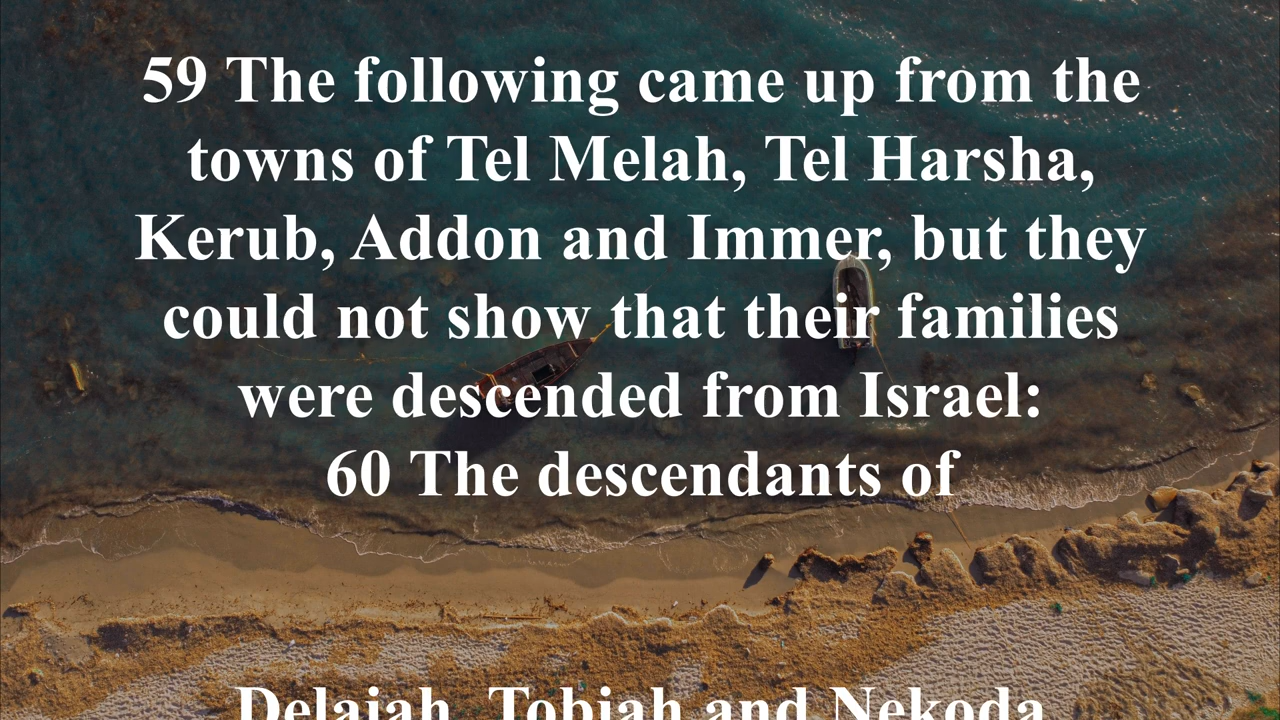 59 The following came up from the
towns of Tel Melah, Tel Harsha,
Kerub, Addon and Immer, but they
could not show that their families
were descended from Israel:
60 The descendants of
Delaiah, Tobiah and Nekoda